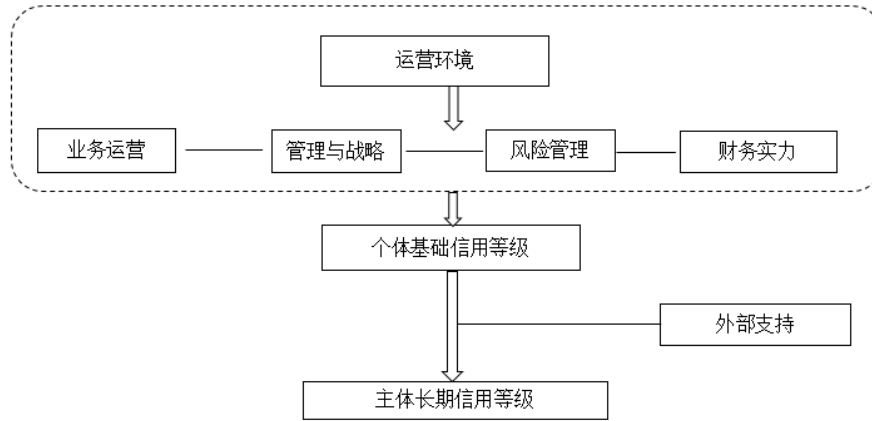 运营环境
业务运营
管理与战略
风险管理
财务实力
个体基础信用等级
外部支持
主体长期信用等级